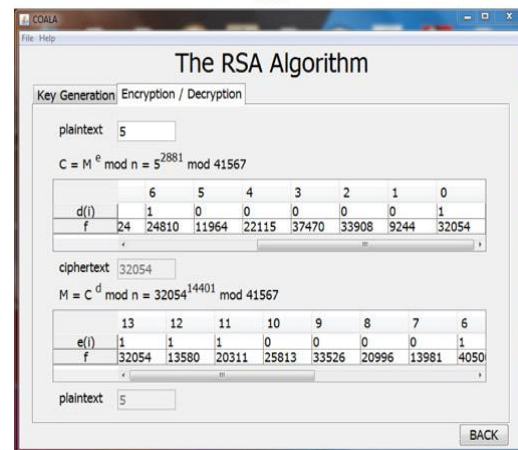 COALA
File Help
The RSA Algorithm
Key Generation Encryption / Decryption
plaintext 5
C = M e mod n = 5 2881 mod 41567
6 5 4 3 2 1 0
d(i) 1 0 0 0 0 0 1
f 24 24810 11964 22115 37470 33908 9244 32054
ciphertext 32054
M = C d mod n = 32054 14401 mod 41567
13 12 11 10 9 8 7 6
e(i) 1 1 1 0 0 0 0 1
f 32054 13580 20311 25813 33526 20996 13981 4050
plaintext 5
BACK